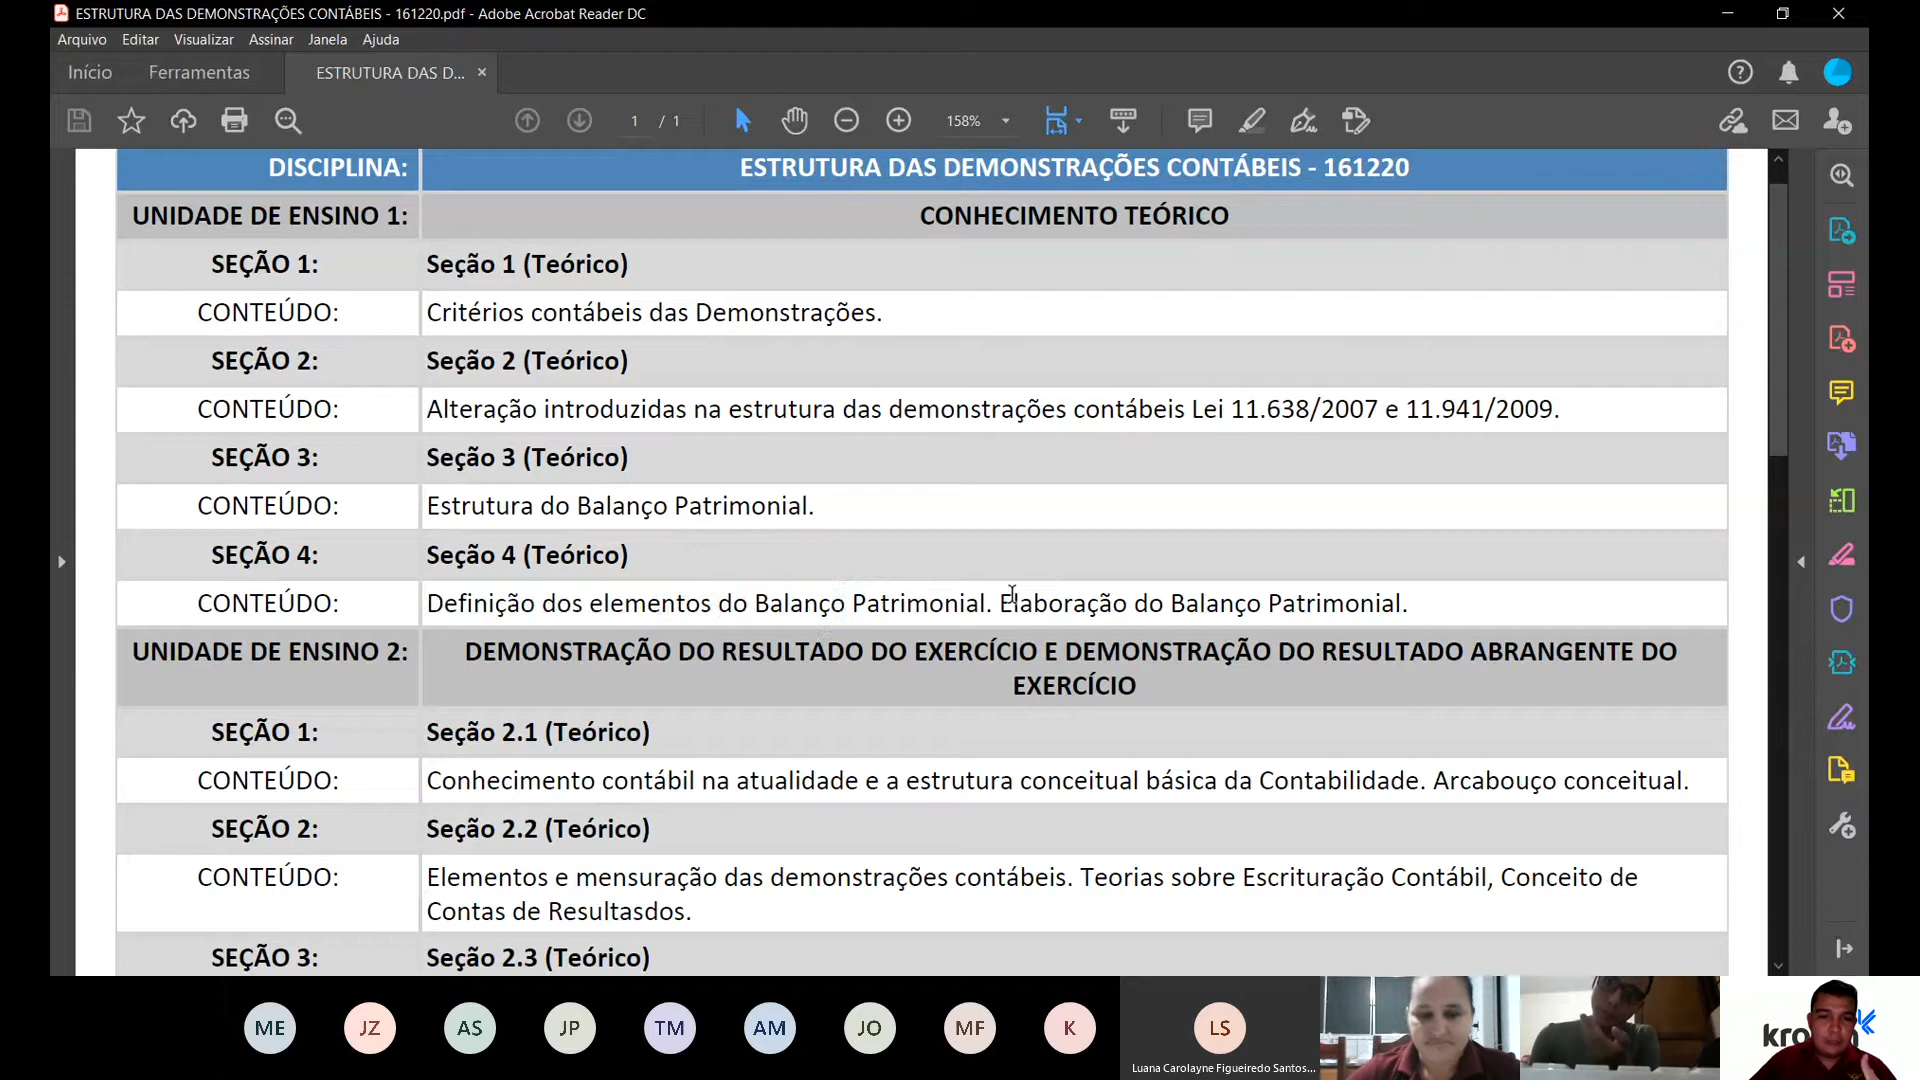 ESTRUTURA DAS DEMONSTRAÇÕES CONTÁBEIS - 161220.pdf - Adobe Acrobat Reader DC
Arquivo Editar Visualizar Assinar Janela Ajuda
Início Ferramentas ESTRUTURA DAS D... ×
1 / 1 158%
DISCIPLINA: ESTRUTURA DAS DEMONSTRAÇÕES CONTÁBEIS - 161220
UNIDADE DE ENSINO 1: CONHECIMENTO TEÓRICO
SEÇÃO 1: Seção 1 (Teórico)
CONTEÚDO: Critérios contábeis das Demonstrações.
SEÇÃO 2: Seção 2 (Teórico)
CONTEÚDO: Alteração introduzidas na estrutura das demonstrações contábeis Lei 11.638/2007 e 11.941/2009.
SEÇÃO 3: Seção 3 (Teórico)
CONTEÚDO: Estrutura do Balanço Patrimonial.
SEÇÃO 4: Seção 4 (Teórico)
CONTEÚDO: Definição dos elementos do Balanço Patrimonial. Elaboração do Balanço Patrimonial.
UNIDADE DE ENSINO 2: DEMONSTRAÇÃO DO RESULTADO DO EXERCÍCIO E DEMONSTRAÇÃO DO RESULTADO ABRANGENTE DO
EXERCÍCIO
SEÇÃO 1: Seção 2.1 (Teórico)
CONTEÚDO: Conhecimento contábil na atualidade e a estrutura conceitual básica da Contabilidade. Arcabouço conceitual.
SEÇÃO 2: Seção 2.2 (Teórico)
CONTEÚDO: Elementos e mensuração das demonstrações contábeis. Teorias sobre Escrituração Contábil, Conceito de
Contas de Resultasdos.
SEÇÃO 3: Seção 2.3 (Teórico)
ME JZ AS JP TM AM JO MF K LS
Luana Carolayne Figueiredo Santos...